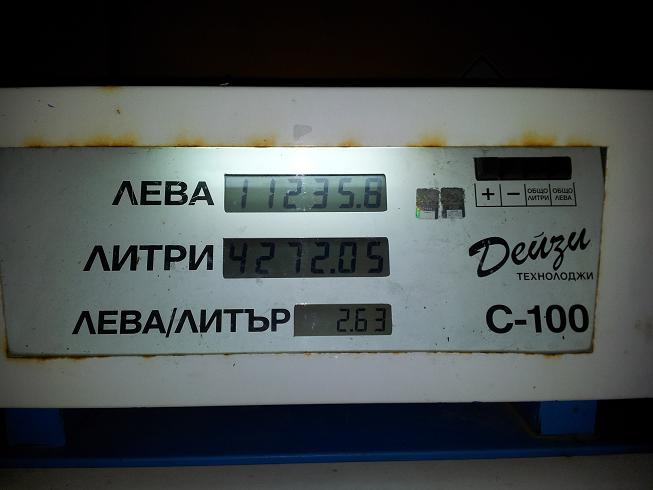 ЛЕВА 11235.8
ЛИТРИ 4272.05
ЛЕВА/ЛИТЪР 2.63
+ − ОБЩО ЛИТРИ ОБЩО ЛЕВА
Дейзи
ТЕХНОЛОДЖИ
С-100